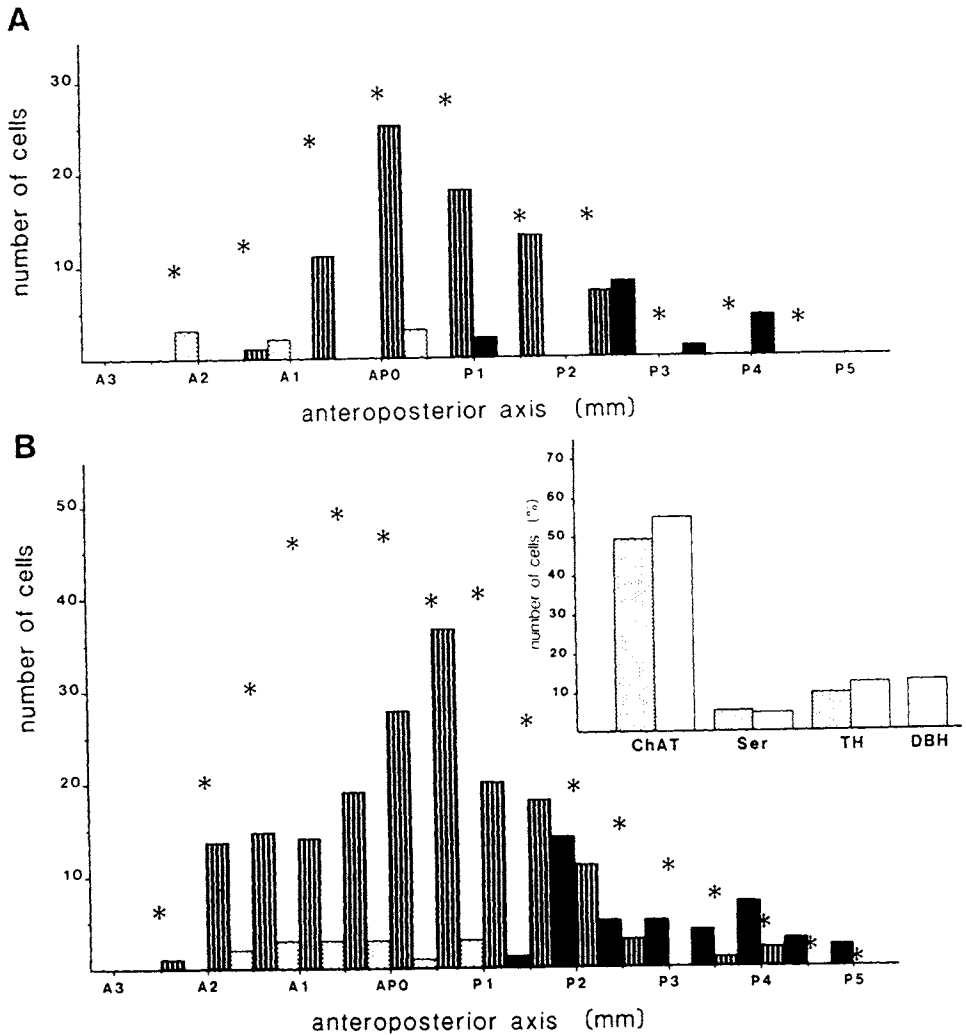 A
number of cells
30
20
10
A3 A2 A1 AP0 P1 P2 P3 P4 P5
anteroposterior axis (mm)
B
number of cells
50
40
30
20
10
A3 A2 A1 AP0 P1 P2 P3 P4 P5
anteroposterior axis (mm)
number of cells (%)
70
60
50
40
30
20
10
ChAT Ser TH DBH